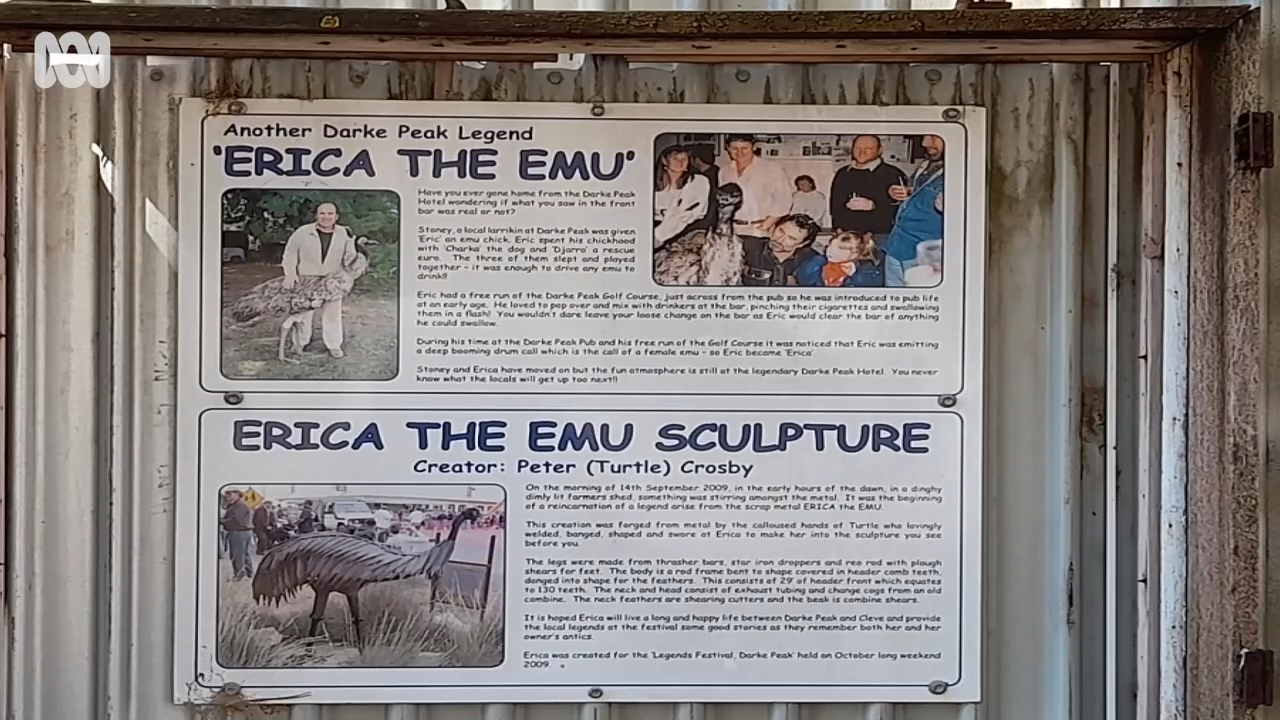 Another Darke Peak Legend
'ERICA THE EMU'
Have you ever gone home from the Darke Peak
Hotel wondering if what you saw in the front
bar was real or not?
Stoney, a local larrikin at Darke Peak was given
'Eric' an emu chick. Eric spent his chickhood
with 'Charka' the dog and 'Djarro' a rescue
euro. The three of them slept and played
together - it was enough to drive any emu to
drink!!
Eric had a free run of the Darke Peak Golf Course, just across from the pub so he was introduced to pub life
at an early age. He loved to pop over and mix with drinkers at the bar, pinching their cigarettes and swallowing
them in a flash! You wouldn't dare leave your loose change on the bar as Eric would clear the bar of anything
he could swallow.
During his time at the Darke Peak Pub and his free run of the Golf Course it was noticed that Eric was emitting
a deep booming drum call which is the call of a female emu - so Eric became 'Erica'.
Stoney and Erica have moved on but the fun atmosphere is still at the legendary Darke Peak Hotel. You never
know what the locals will get up too next!!
ERICA THE EMU SCULPTURE
Creator: Peter (Turtle) Crosby
On the morning of 14th September 2009, in the early hours of the dawn, in a dinghy
dimly lit farmers shed, something was stirring amongst the metal. It was the beginning
of a reincarnation of a legend arise from the scrap metal ERICA the EMU.
This creation was forged from metal by the calloused hands of Turtle who lovingly
welded, banged, shaped and swore at Erica to make her into the sculpture you see
before you.
The legs were made from thrasher bars, star iron droppers and reo rod with plough
shears for feet. The body is a rod frame bent to shape covered in header comb teeth,
donged into shape for the feathers. This consists of 29' of header front which equates
to 130 teeth. The neck and head consist of exhaust tubing and change cogs from an old
combine. The neck feathers are shearing cutters and the beak is combine shears.
It is hoped Erica will live a long and happy life between Darke Peak and Cleve and provide
the local legends at the festival some good stories as they remember both her and her
owner's antics.
Erica was created for the 'Legends Festival, Darke Peak' held on October long weekend
2009.